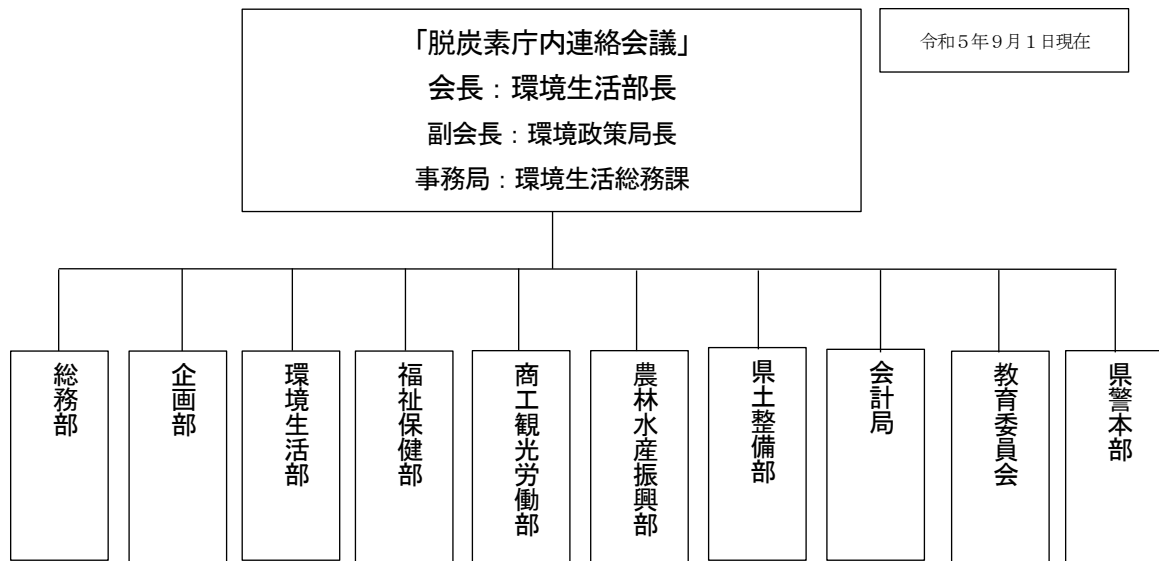 「脱炭素庁内連絡会議」
会長：環境生活部長
副会長：環境政策局長
事務局：環境生活総務課
令和５年９月１日現在
総務部
企画部
環境生活部
福祉保健部
商工観光労働部
農林水産振興部
県土整備部
会計局
教育委員会
県警本部